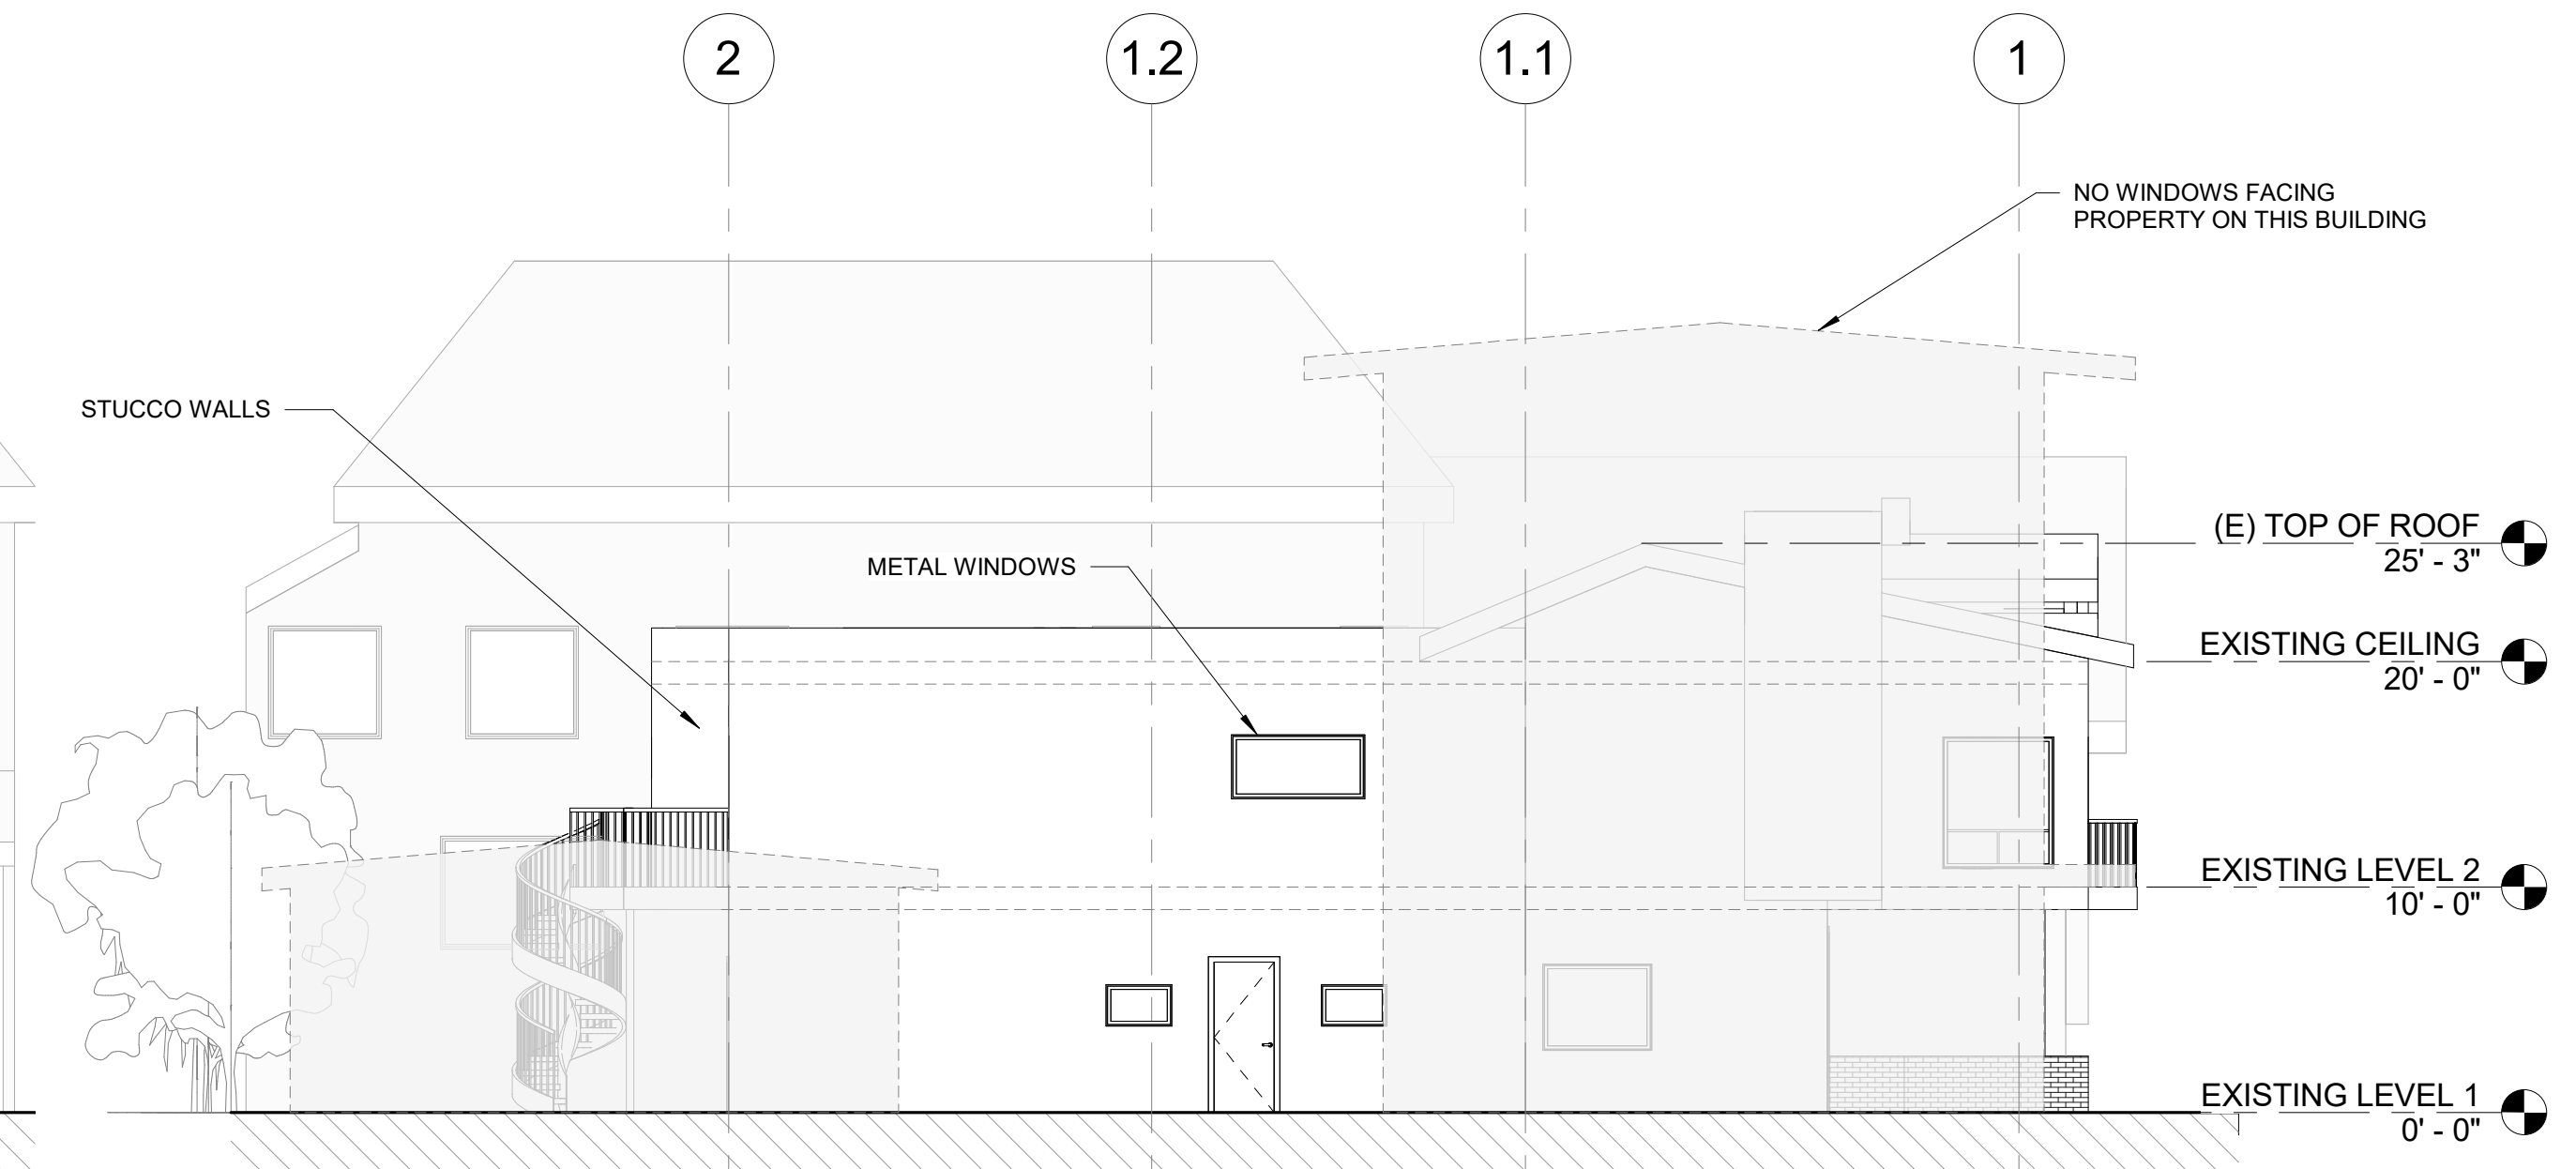 2
1.2
1.1
1
NO WINDOWS FACING
PROPERTY ON THIS BUILDING
STUCCO WALLS
METAL WINDOWS
(E) TOP OF ROOF
25' - 3"
EXISTING CEILING
20' - 0"
EXISTING LEVEL 2
10' - 0"
EXISTING LEVEL 1
0' - 0"